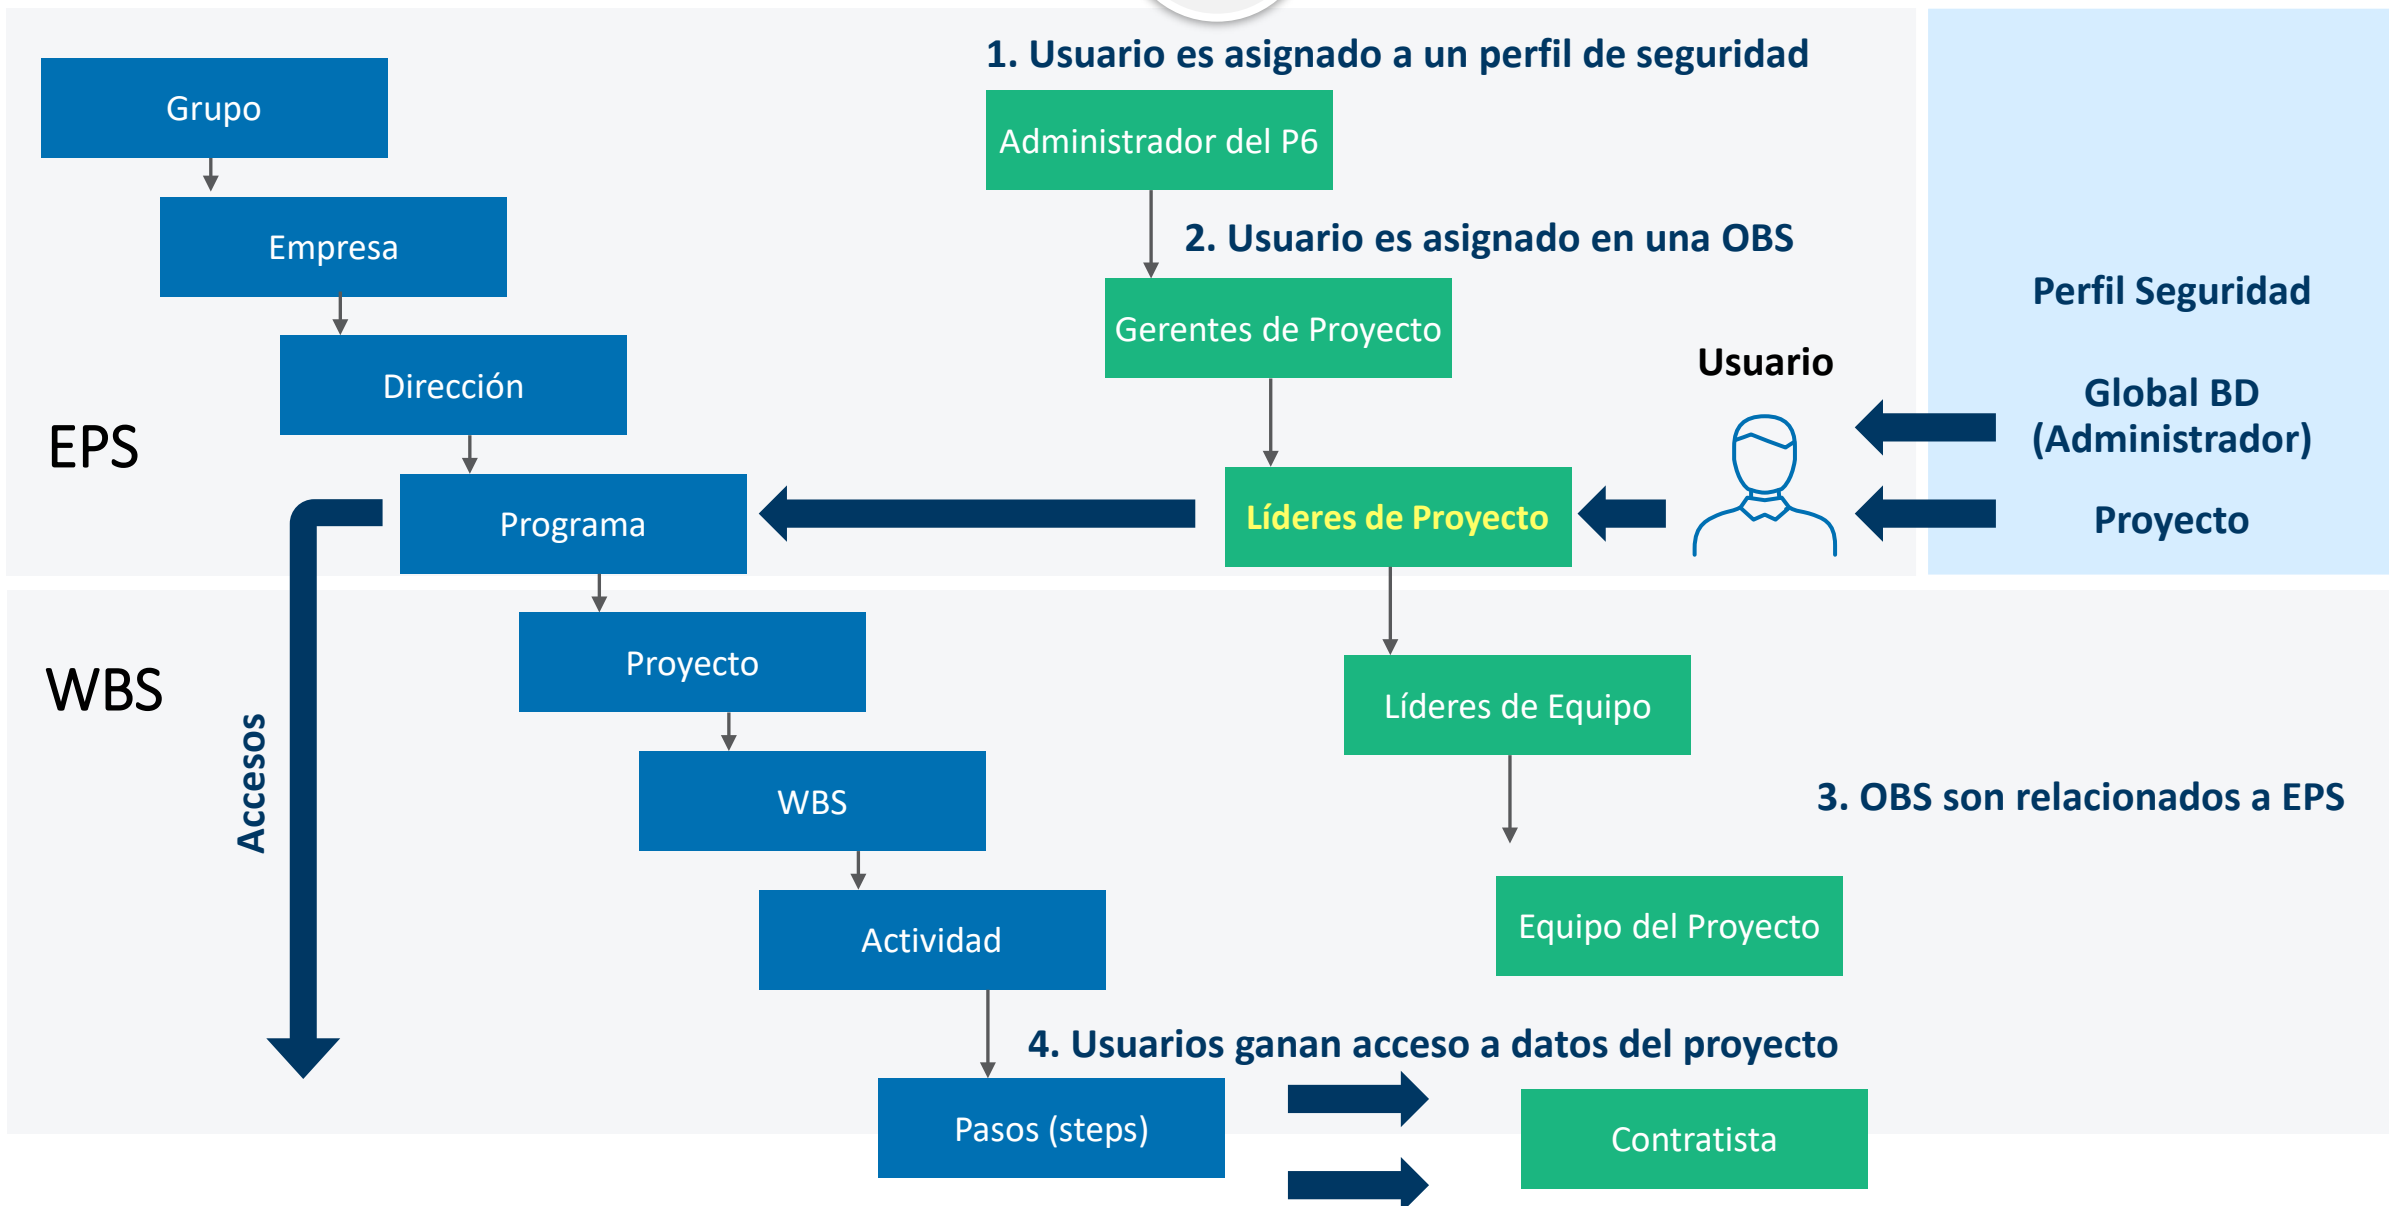 1. Usuario es asignado a un perfil de seguridad
Grupo
Administrador del P6
2. Usuario es asignado en una OBS
Empresa
Perfil Seguridad
Gerentes de Proyecto
Usuario
Dirección
Global BD
(Administrador)
EPS
Programa
Líderes de Proyecto
Proyecto
Proyecto
WBS
Líderes de Equipo
Accesos
WBS
3. OBS son relacionados a EPS
Actividad
Equipo del Proyecto
4. Usuarios ganan acceso a datos del proyecto
Pasos (steps)
Contratista